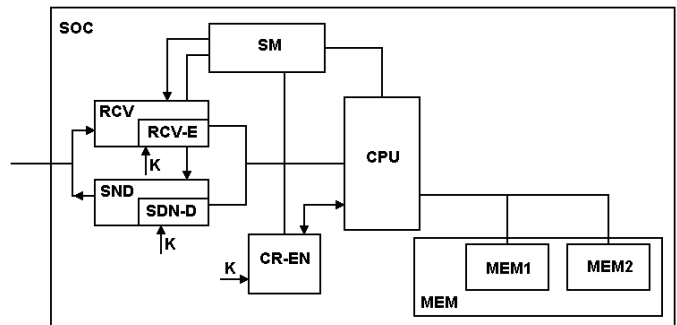 SOC
SM
RCV
RCV-E
K
CPU
SND
SDN-D
K
CR-EN
K
MEM1
MEM2
MEM